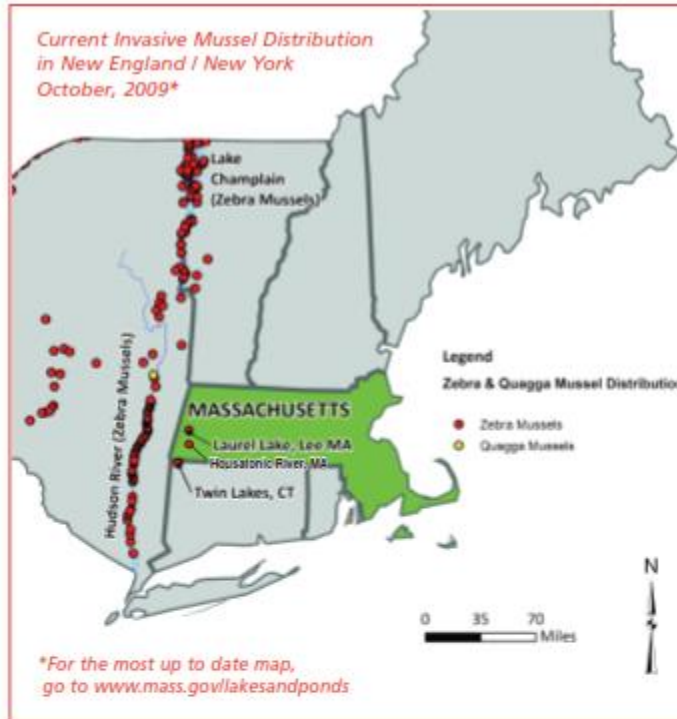 Current Invasive Mussel Distribution
in New England / New York
October, 2009*
Lake
Champlain
(Zebra Mussels)
Hudson River (Zebra Mussels)
Legend
Zebra & Quagga Mussel Distribution
Zebra Mussels
Quagga Mussels
MASSACHUSETTS
Laurel Lake, Lee MA
Housatonic River, MA
Twin Lakes, CT
N
0 35 70
Miles
*For the most up to date map,
go to www.mass.gov/lakesandponds